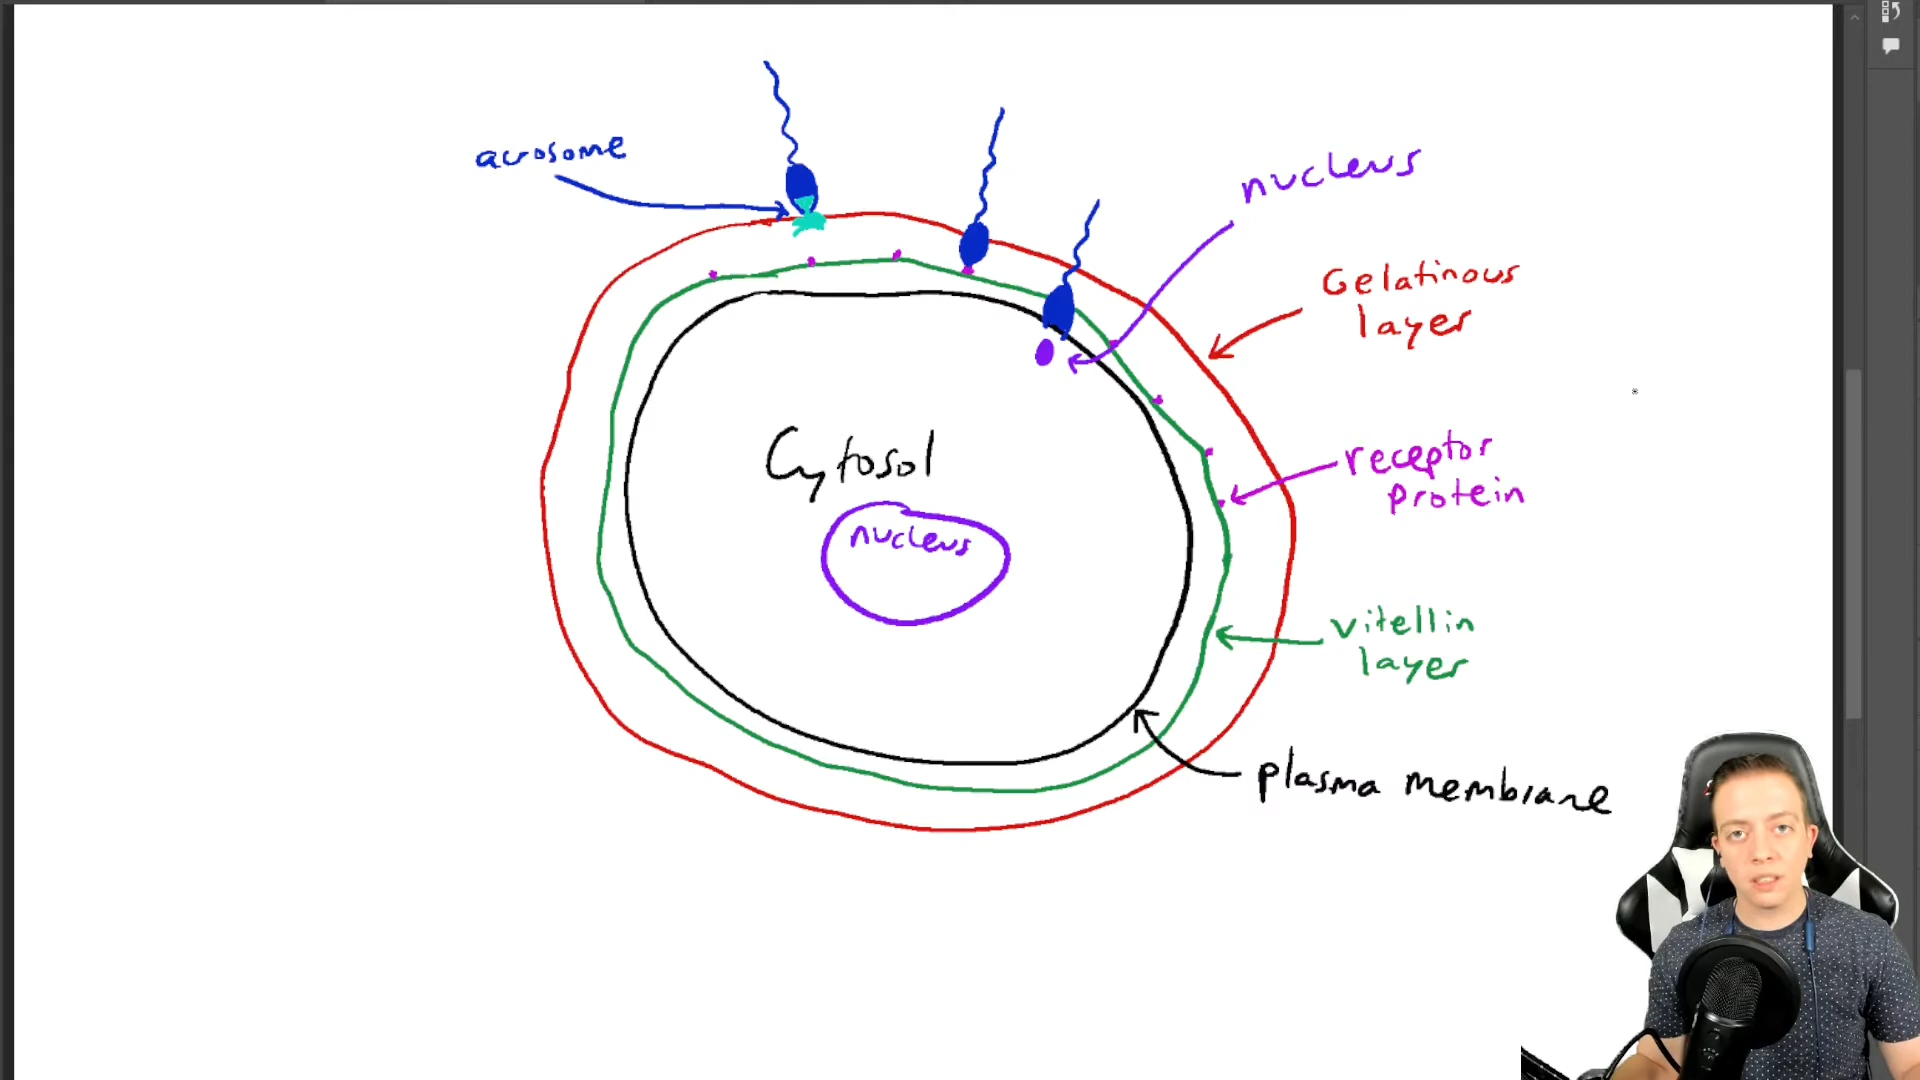 acrosome
nucleus
Gelatinous
layer
receptor
protein
Cytosol
nucleus
vitellin
layer
plasma membrane